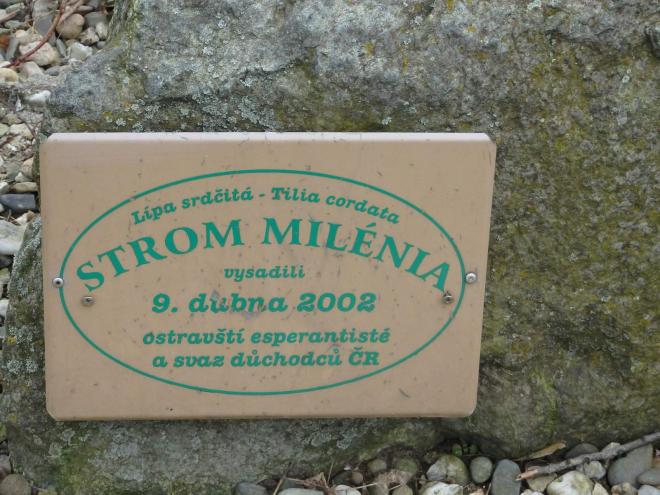 Lípa srdčitá - Tilia cordata
STROM MILÉNIA
vysadili
9. dubna 2002
ostravští esperantisté
a svaz důchodců ČR